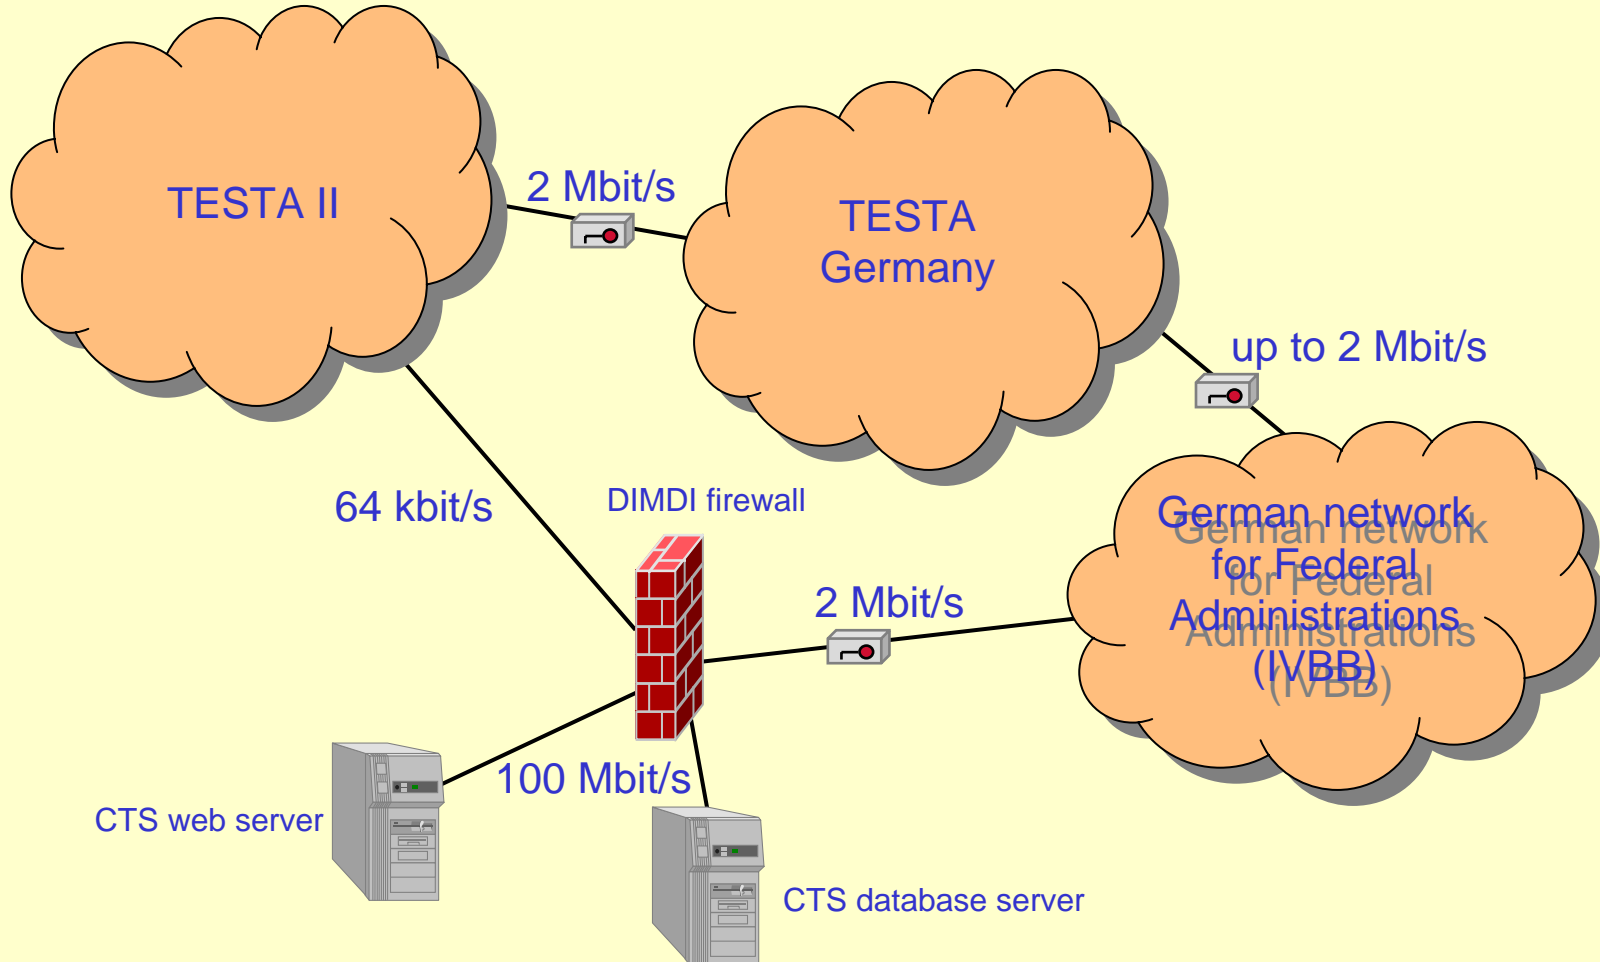 TESTA II
2 Mbit/s
TESTA
Germany
up to 2 Mbit/s
64 kbit/s
DIMDI firewall
German network
for Federal
Administrations
(IVBB)
2 Mbit/s
100 Mbit/s
CTS web server
CTS database server